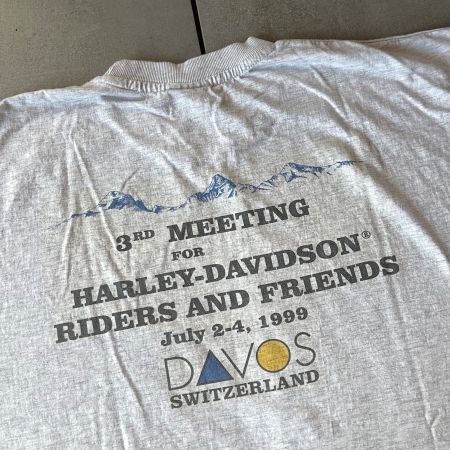 3RD MEETING
FOR
HARLEY-DAVIDSON®
RIDERS AND FRIENDS
July 2-4, 1999
DAVOS
SWITZERLAND